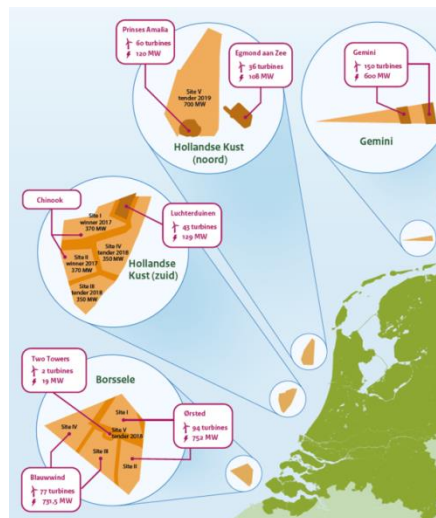 Prinses Amalia
60 turbines
120 MW
Egmond aan Zee
36 turbines
108 MW
Gemini
150 turbines
600 MW
Site V
tender 2019
700 MW
Hollandse Kust
(noord)
Gemini
Chinook
Site I
winner 2017
370 MW
Luchterduinen
43 turbines
129 MW
Site II
winner 2017
370 MW
Site IV
tender 2018
350 MW
Site III
tender 2018
350 MW
Hollandse
Kust (zuid)
Two Towers
2 turbines
19 MW
Borssele
Site I
Site IV
Site V
tender 2018
Site III
Site II
Ørsted
94 turbines
752 MW
Blauwwind
77 turbines
731.5 MW